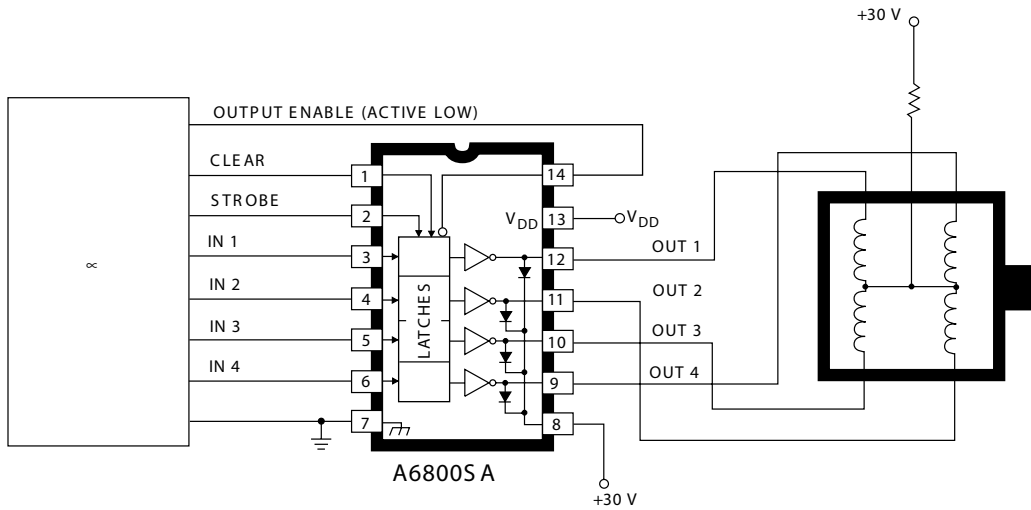 +30 V
OUTPUT ENABLE (ACTIVE LOW)
CLEAR
1
14
STROBE
2
V_DD
13
V_DD
IN 1
3
12
OUT 1
∝
IN 2
4
11
OUT 2
LATCHES
IN 3
5
10
OUT 3
IN 4
6
9
OUT 4
7
8
A6800SA
+30 V